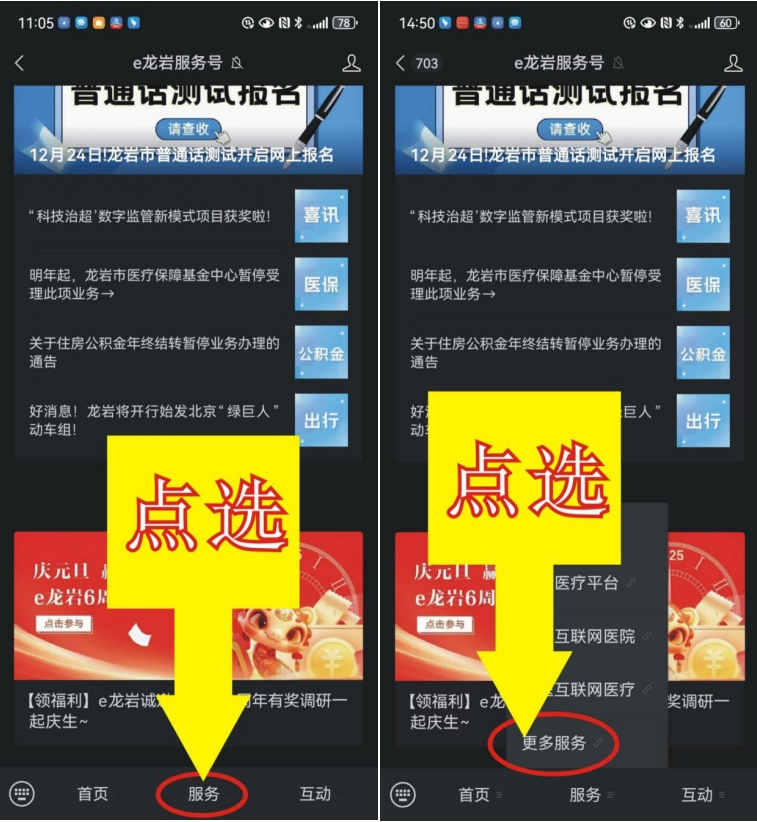 11:05
78
e龙岩服务号
普通话测试报名
请查收
12月24日!龙岩市普通话测试开启网上报名
“科技治超’数字监管新模式项目获奖啦!
喜讯
明年起，龙岩市医疗保障基金中心暂停受
理此项业务→
医保
关于住房公积金年终结转暂停业务办理的
通告
公积金
好消息！龙岩将开行始发北京“绿巨人”
动车组!
出行
点选
庆元旦
e龙岩6周
点击参与
【领福利】e龙岩诚
周年有奖调研一
起庆生~
首页
服务
互动
14:50
60
703
e龙岩服务号
普通话测试报名
请查收
12月24日!龙岩市普通话测试开启网上报名
“科技治超’数字监管新模式项目获奖啦!
喜讯
明年起，龙岩市医疗保障基金中心暂停受
理此项业务→
医保
关于住房公积金年终结转暂停业务办理的
通告
公积金
好
巨人”
动
出行
点选
25
庆元旦
e龙岩6周
点击参与
医疗平台
互联网医院
互联网医疗
更多服务
【领福利】e龙
奖调研一
起庆生~
首页
服务
互动